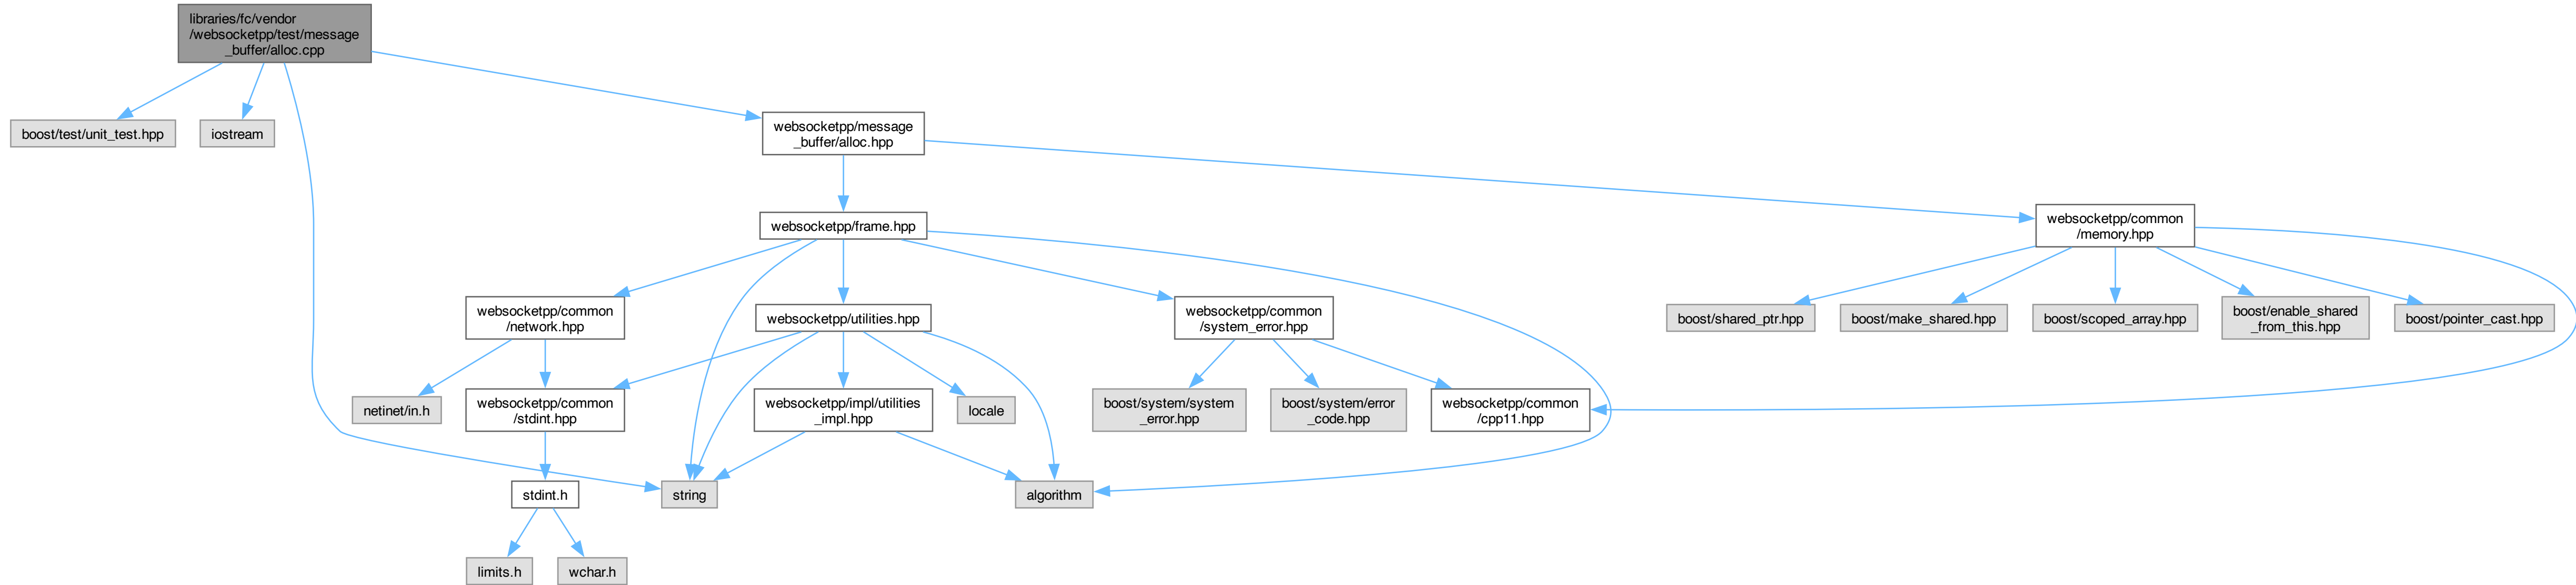 libraries/fc/vendor
/websocketpp/test/message
_buffer/alloc.cpp
boost/test/unit_test.hpp
iostream
websocketpp/message
_buffer/alloc.hpp
websocketpp/frame.hpp
websocketpp/common
/memory.hpp
websocketpp/common
/network.hpp
websocketpp/utilities.hpp
websocketpp/common
/system_error.hpp
boost/shared_ptr.hpp
boost/make_shared.hpp
boost/scoped_array.hpp
boost/enable_shared
_from_this.hpp
boost/pointer_cast.hpp
netinet/in.h
websocketpp/common
/stdint.hpp
websocketpp/impl/utilities
_impl.hpp
locale
boost/system/system
_error.hpp
boost/system/error
_code.hpp
websocketpp/common
/cpp11.hpp
stdint.h
string
algorithm
limits.h
wchar.h